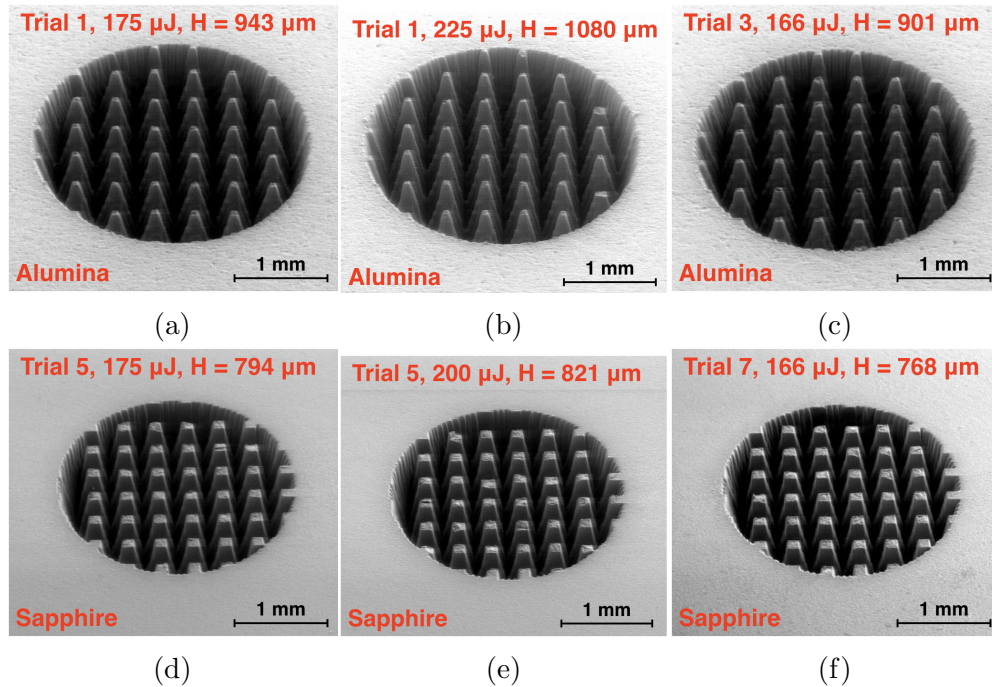 Trial 1, 175 µJ, H = 943 µm
Alumina
1 mm
(a)
Trial 1, 225 µJ, H = 1080 µm
Alumina
1 mm
(b)
Trial 3, 166 µJ, H = 901 µm
Alumina
1 mm
(c)
Trial 5, 175 µJ, H = 794 µm
Sapphire
1 mm
(d)
Trial 5, 200 µJ, H = 821 µm
Sapphire
1 mm
(e)
Trial 7, 166 µJ, H = 768 µm
Sapphire
1 mm
(f)